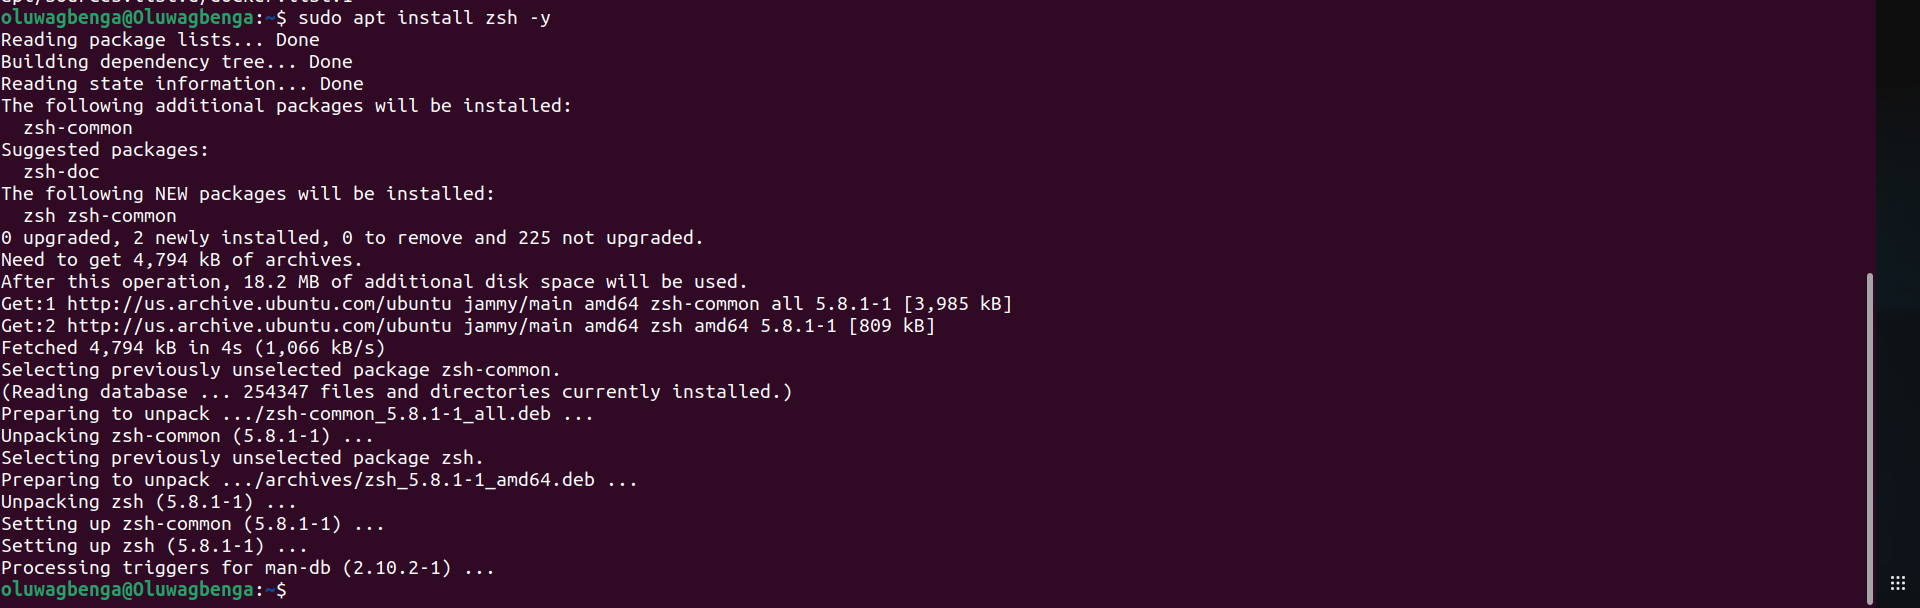 oluwagbenga@Oluwagbenga:~$ sudo apt install zsh -y
Reading package lists... Done
Building dependency tree... Done
Reading state information... Done
The following additional packages will be installed:
  zsh-common
Suggested packages:
  zsh-doc
The following NEW packages will be installed:
  zsh zsh-common
0 upgraded, 2 newly installed, 0 to remove and 225 not upgraded.
Need to get 4,794 kB of archives.
After this operation, 18.2 MB of additional disk space will be used.
Get:1 http://us.archive.ubuntu.com/ubuntu jammy/main amd64 zsh-common all 5.8.1-1 [3,985 kB]
Get:2 http://us.archive.ubuntu.com/ubuntu jammy/main amd64 zsh amd64 5.8.1-1 [809 kB]
Fetched 4,794 kB in 4s (1,066 kB/s)
Selecting previously unselected package zsh-common.
(Reading database ... 254347 files and directories currently installed.)
Preparing to unpack .../zsh-common_5.8.1-1_all.deb ...
Unpacking zsh-common (5.8.1-1) ...
Selecting previously unselected package zsh.
Preparing to unpack .../archives/zsh_5.8.1-1_amd64.deb ...
Unpacking zsh (5.8.1-1) ...
Setting up zsh-common (5.8.1-1) ...
Setting up zsh (5.8.1-1) ...
Processing triggers for man-db (2.10.2-1) ...
oluwagbenga@Oluwagbenga:~$